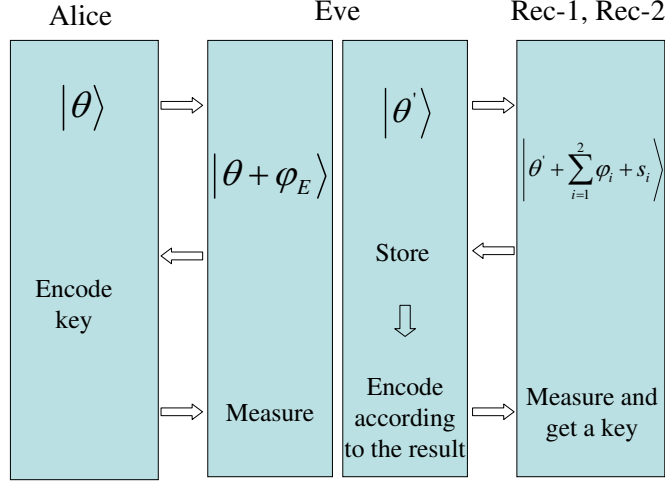 Alice
Eve
Rec-1, Rec-2
|θ⟩
|θ + φ_E⟩
|θ'⟩
|θ' + ∑_{i=1}^{2} φ_i + s_i⟩
Encode
key
Measure
Store
Encode
according
to the result
Measure and
get a key